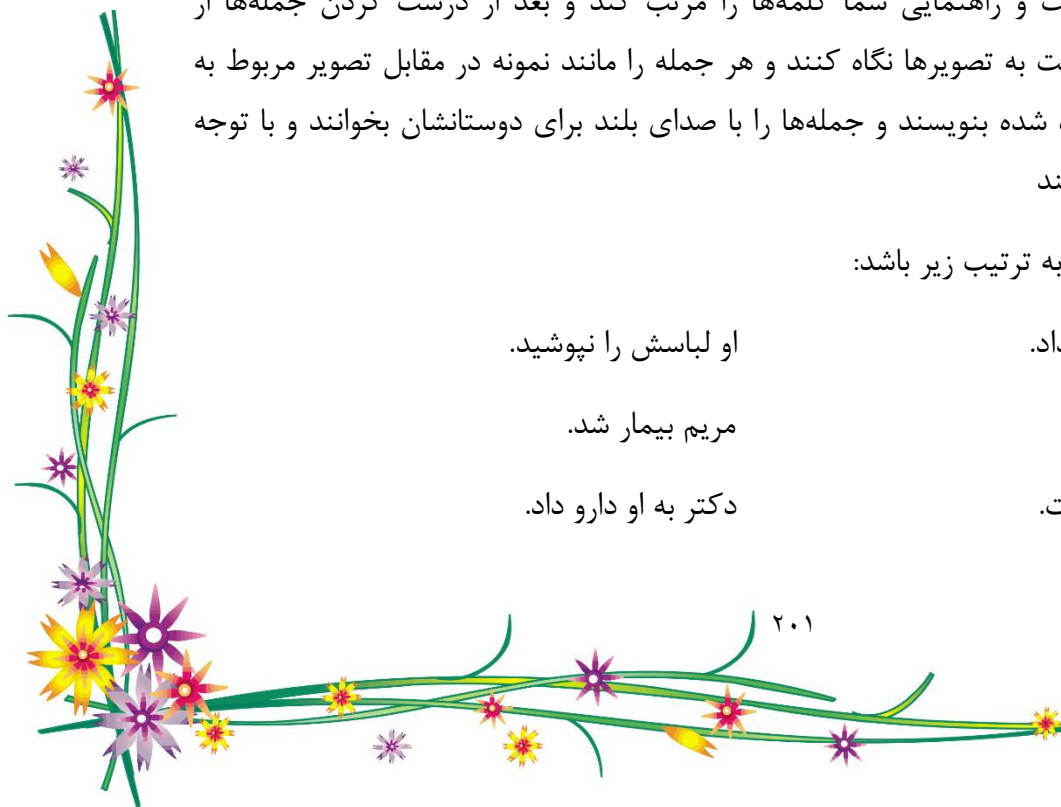 ت و راهنمایی شما کلمه‌ها را مرتب کند و بعد از درست کردن جمله‌ها از
ت به تصویرها نگاه کنند و هر جمله را مانند نمونه در مقابل تصویر مربوط به
شده بنویسند و جمله‌ها را با صدای بلند برای دوستانشان بخوانند و با توجه
ند
به ترتیب زیر باشد:
داد. او لباسش را نپوشید.
مریم بیمار شد.
ت. دکتر به او دارو داد.
۲۰۱